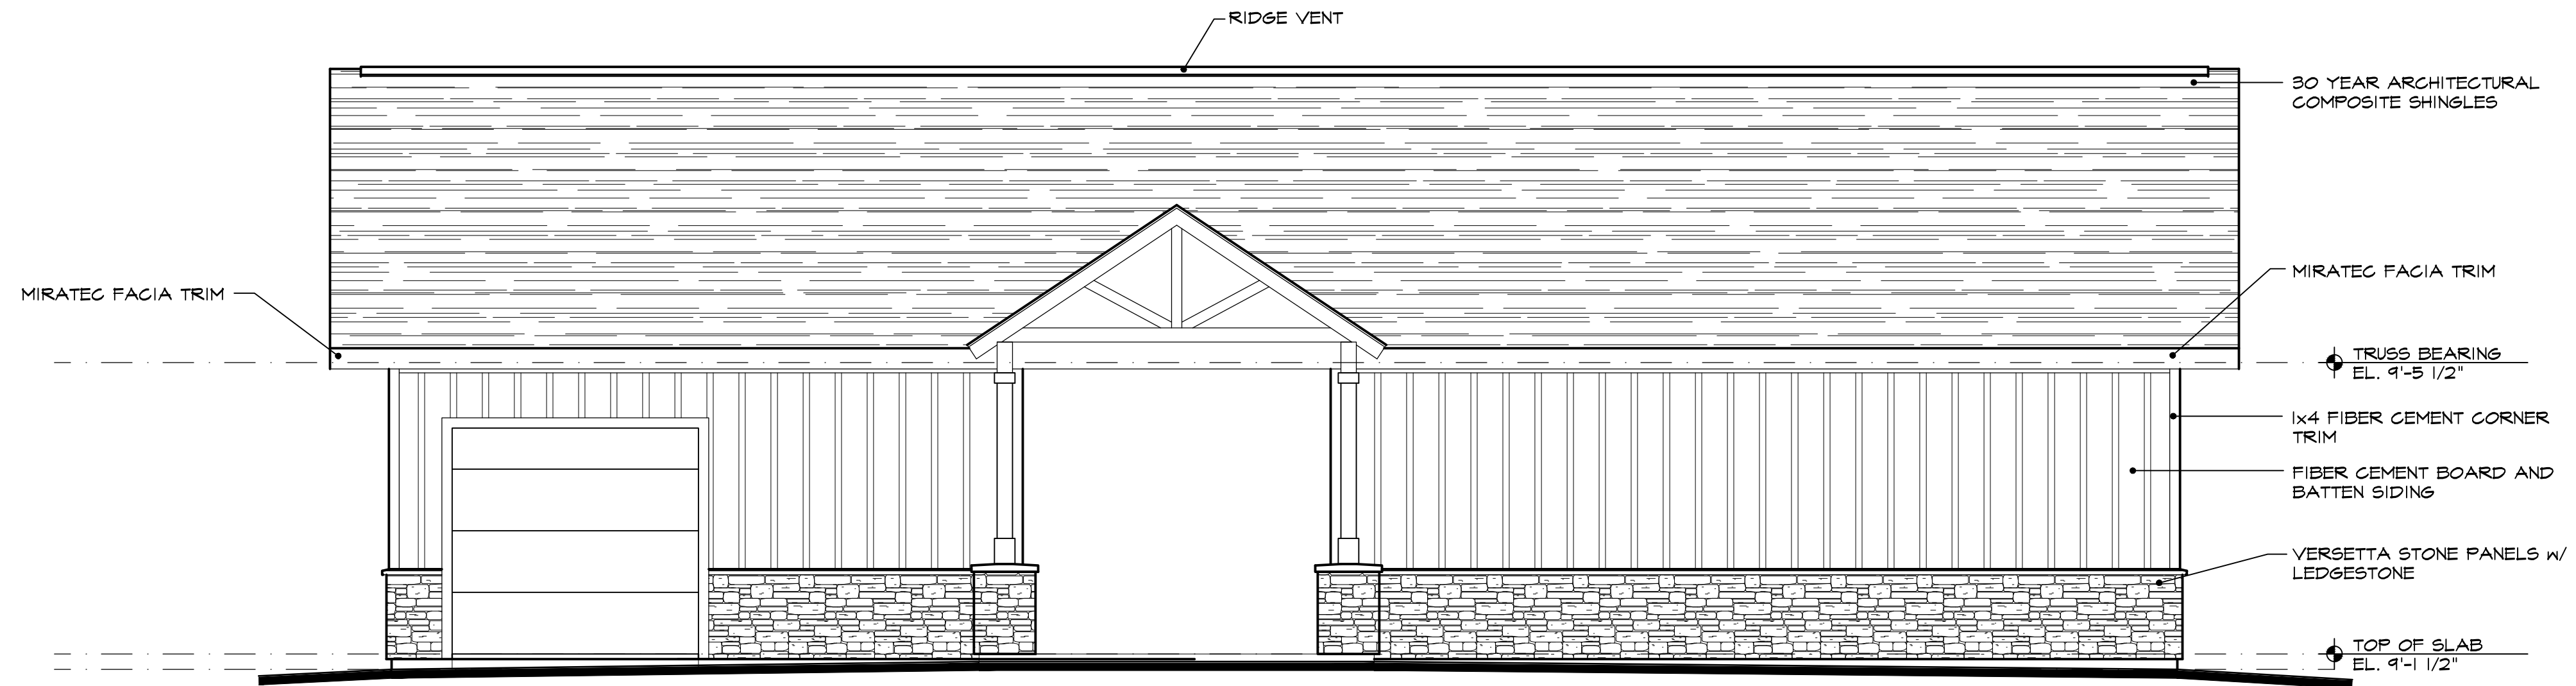 RIDGE VENT
30 YEAR ARCHITECTURAL
COMPOSITE SHINGLES
MIRATEC FACIA TRIM
MIRATEC FACIA TRIM
TRUSS BEARING
EL. 9'-5 1/2"
1x4 FIBER CEMENT CORNER
TRIM
FIBER CEMENT BOARD AND
BATTEN SIDING
VERSETTA STONE PANELS W/
LEDGESTONE
TOP OF SLAB
EL. 9'-1 1/2"